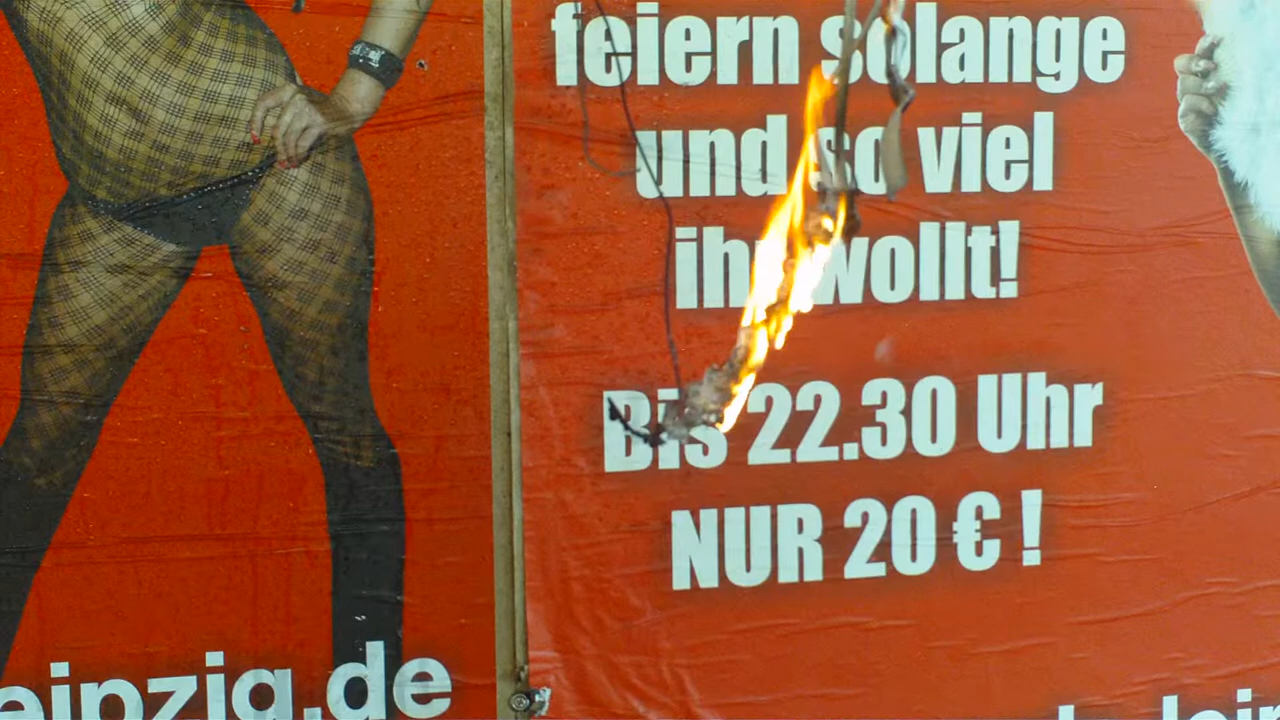 feiern solange
und so viel
ihr wollt!
Bis 22.30 Uhr
NUR 20 € !
eipzig.de